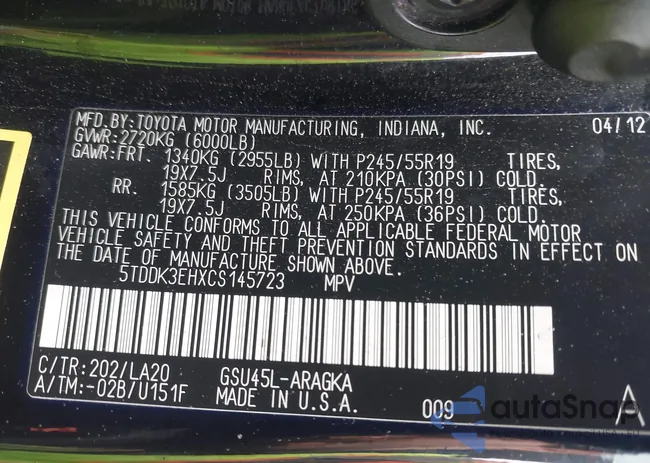 MFD.BY:TOYOTA MOTOR MANUFACTURING, INDIANA, INC. 04/12
GVWR:2720KG (6000LB)
GAWR:FRT. 1340KG (2955LB) WITH P245/55R19 TIRES,
19X7.5J RIMS, AT 210KPA (30PSI) COLD.
RR. 1585KG (3505LB) WITH P245/55R19 TIRES,
19X7.5J RIMS, AT 250KPA (36PSI) COLD.
THIS VEHICLE CONFORMS TO ALL APPLICABLE FEDERAL MOTOR
VEHICLE SAFETY AND THEFT PREVENTION STANDARDS IN EFFECT ON
THE DATE OF MANUFACTURE SHOWN ABOVE.
5TDDK3EHXCS145723 MPV
C/TR:202/LA20 GSU45L-ARAGKA
A/TM:-02B/U151F MADE IN U.S.A. 009 A
autoSnap